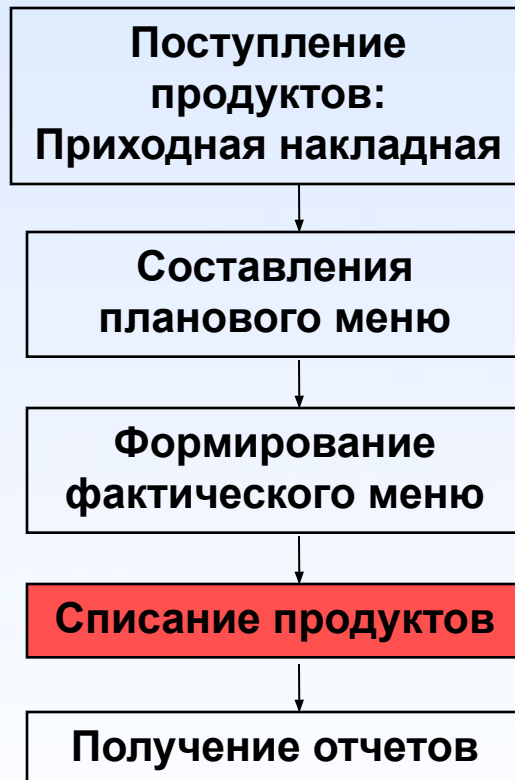 Поступление
продуктов:
Приходная накладная
Составления
планового меню
Формирование
фактического меню
Списание продуктов
Получение отчетов